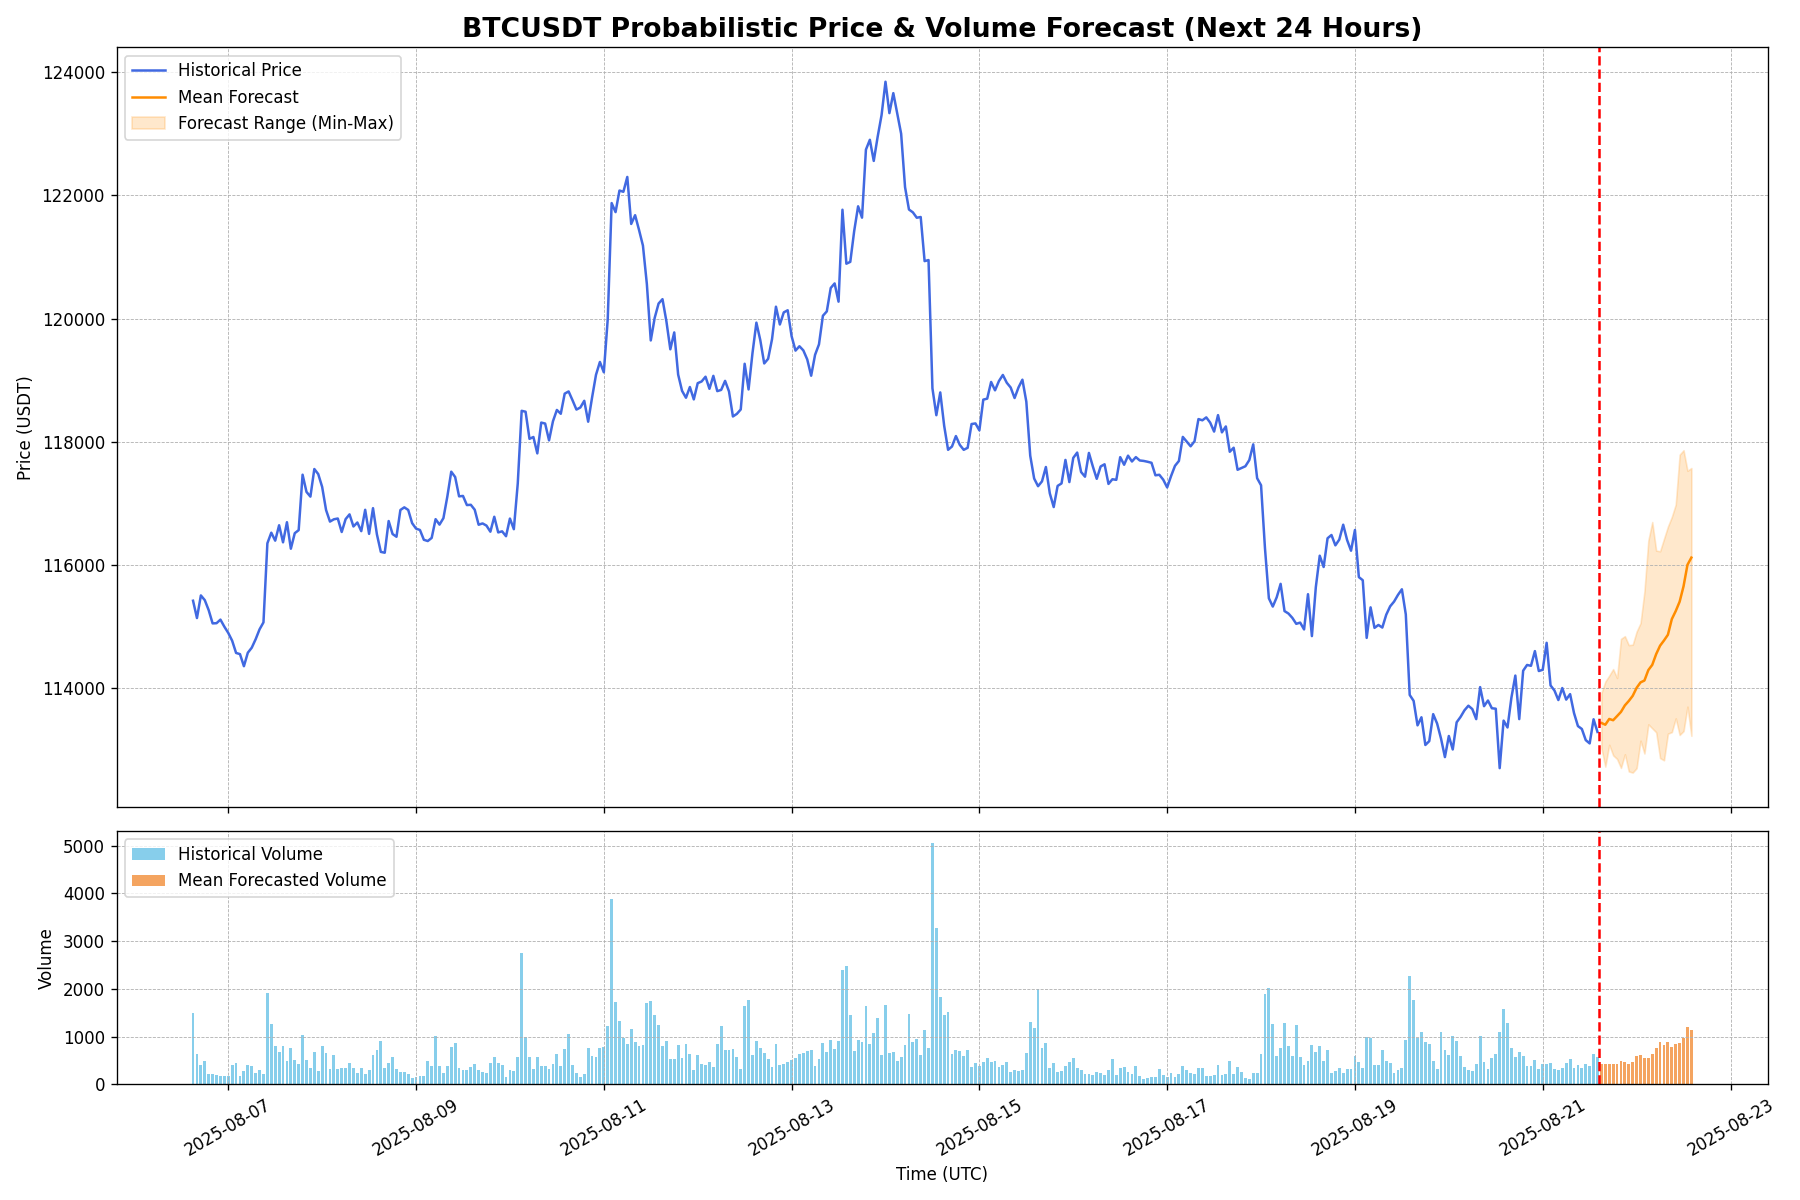 BTCUSDT Probabilistic Price & Volume Forecast (Next 24 Hours)
Historical Price
Mean Forecast
Forecast Range (Min-Max)
Price (USDT)
124000
122000
120000
118000
116000
114000
Historical Volume
Mean Forecasted Volume
Volume
5000
4000
3000
2000
1000
0
2025-08-07
2025-08-09
2025-08-11
2025-08-13
2025-08-15
2025-08-17
2025-08-19
2025-08-21
2025-08-23
Time (UTC)